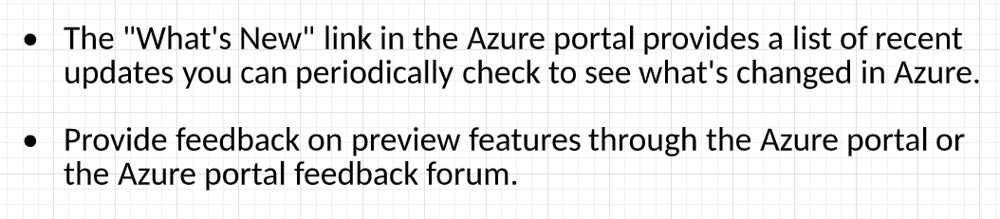 • The "What's New" link in the Azure portal provides a list of recent
updates you can periodically check to see what's changed in Azure.
• Provide feedback on preview features through the Azure portal or
the Azure portal feedback forum.